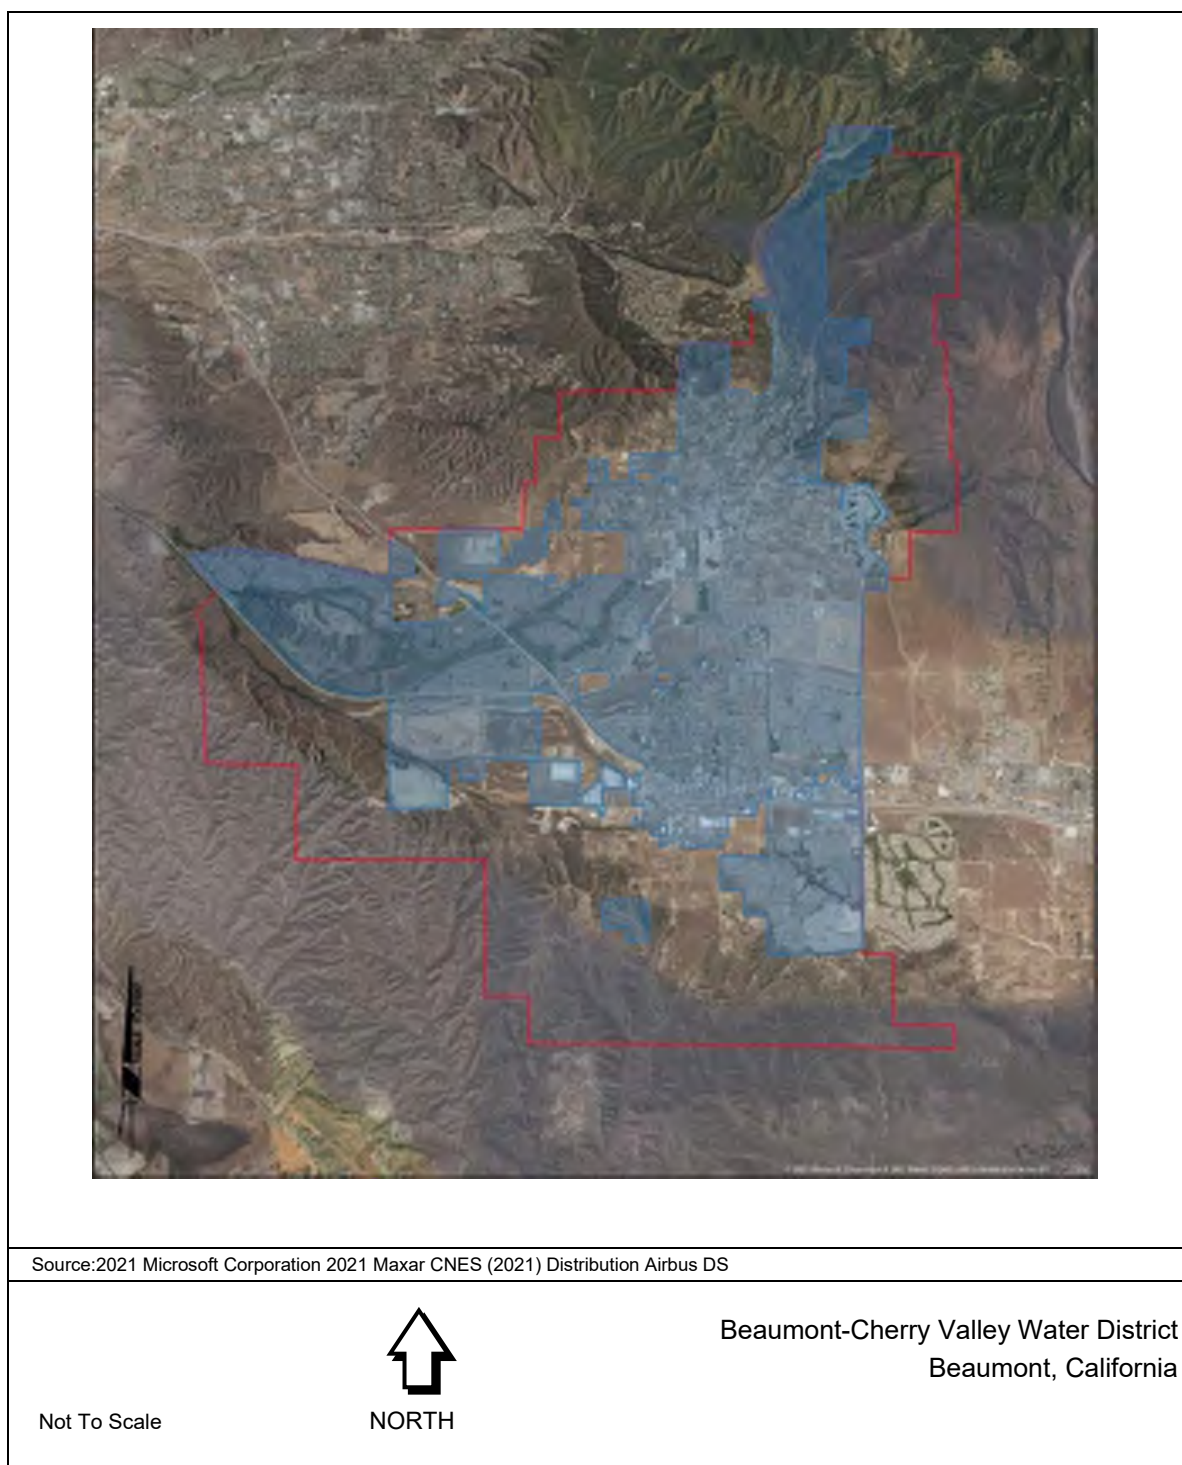 Source:2021 Microsoft Corporation 2021 Maxar CNES (2021) Distribution Airbus DS
Beaumont-Cherry Valley Water District
Beaumont, California
Not To Scale
NORTH